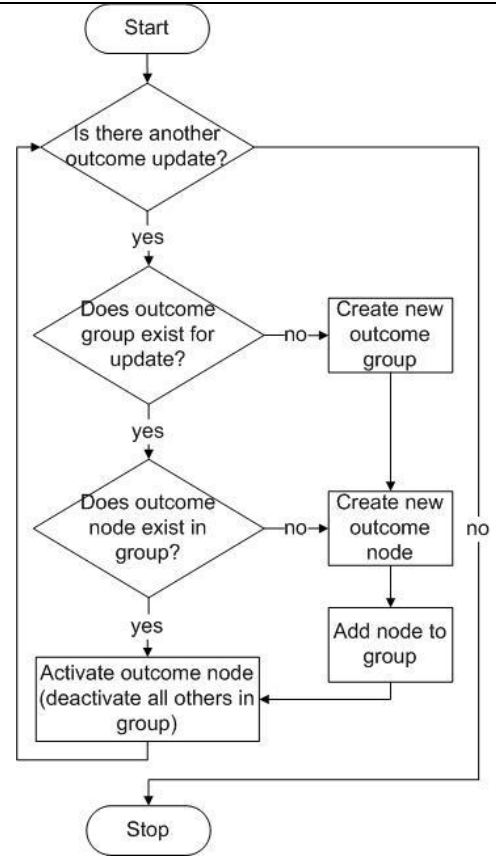 Start
Is there another
outcome update?
yes
Does outcome
group exist for
update?
no
Create new
outcome
group
yes
Does outcome
node exist in
group?
no
Create new
outcome
node
no
yes
Add node to
group
Activate outcome node
(deactivate all others in
group)
Stop